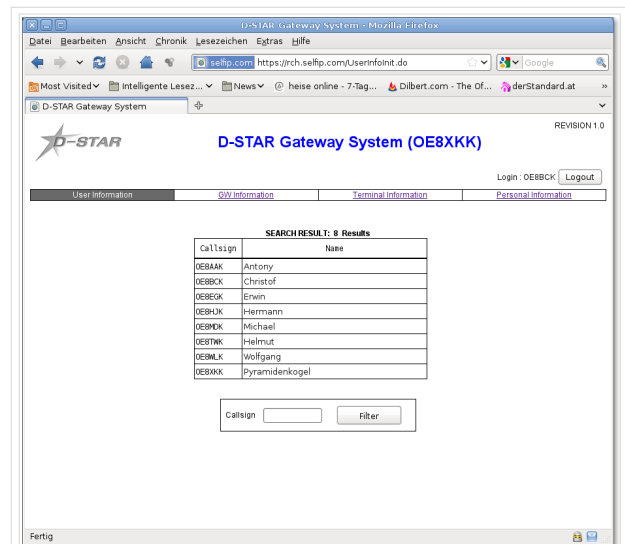 D-STAR Gateway System - Mozilla Firefox
Datei Bearbeiten Ansicht Chronik Lesezeichen Extras Hilfe
selfip.com https://rch.selfip.com/UserInfoInit.do Google
Most Visited Intelligente Lesez... News heise online - 7-Tag... Dilbert.com - The Of... derStandard.at »
D-STAR Gateway System
REVISION 1.0
D-STAR
D-STAR Gateway System (OE8XKK)
Login : OE8BCK Logout
User Information GW Information Terminal Information Personal Information
SEARCH RESULT: 8 Results
Callsign Name
OE8AAK Antony
OE8BCK Christof
OE8EGK Erwin
OE8HJK Hermann
OE8MDK Michael
OE8TWK Helmut
OE8WLK Wolfgang
OE8XKK Pyramidenkogel
Callsign Filter
Fertig